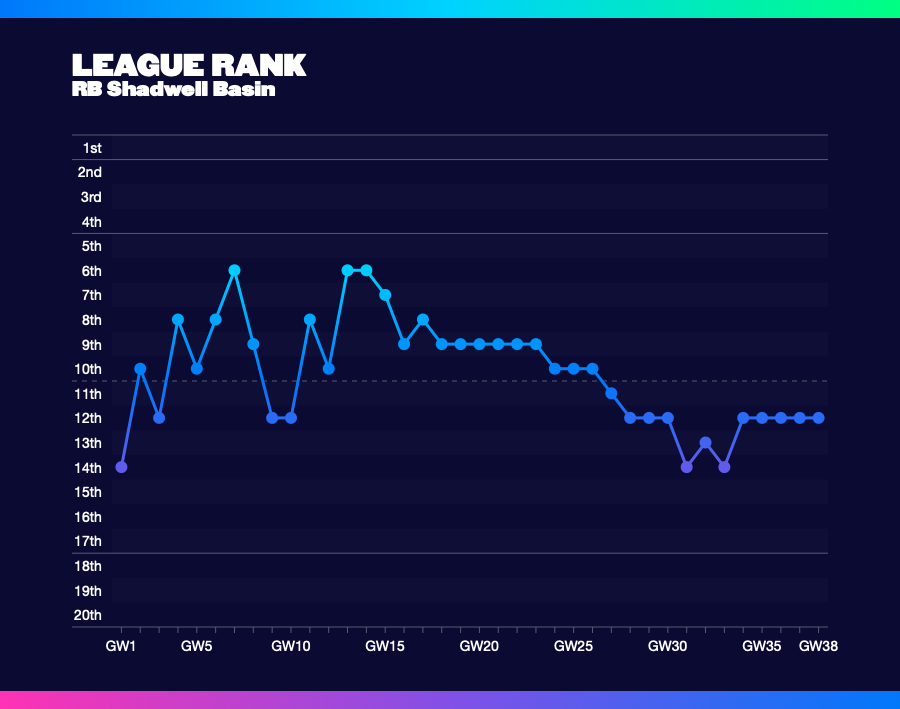 LEAGUE RANK
RB Shadwell Basin
1st
2nd
3rd
4th
5th
6th
7th
8th
9th
10th
11th
12th
13th
14th
15th
16th
17th
18th
19th
20th
GW1 GW5 GW10 GW15 GW20 GW25 GW30 GW35 GW38